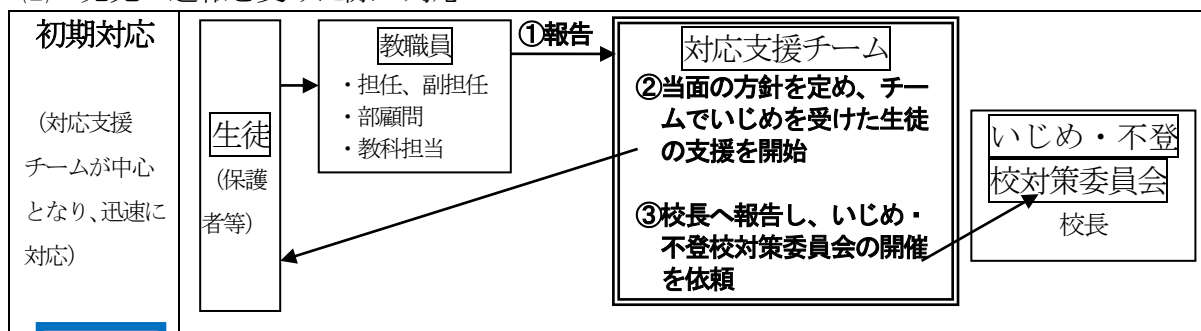 初期対応
(対応支援
チームが中心
となり、迅速に
対応)
生徒
(保護
者等)
教職員
・担任、副担任
・部顧問
・教科担当
①報告
対応支援チーム
②当面の方針を定め、チー
ムでいじめを受けた生徒
の支援を開始
③校長へ報告し、いじめ・
不登校対策委員会の開催
を依頼
いじめ・不登
校対策委員会
校長